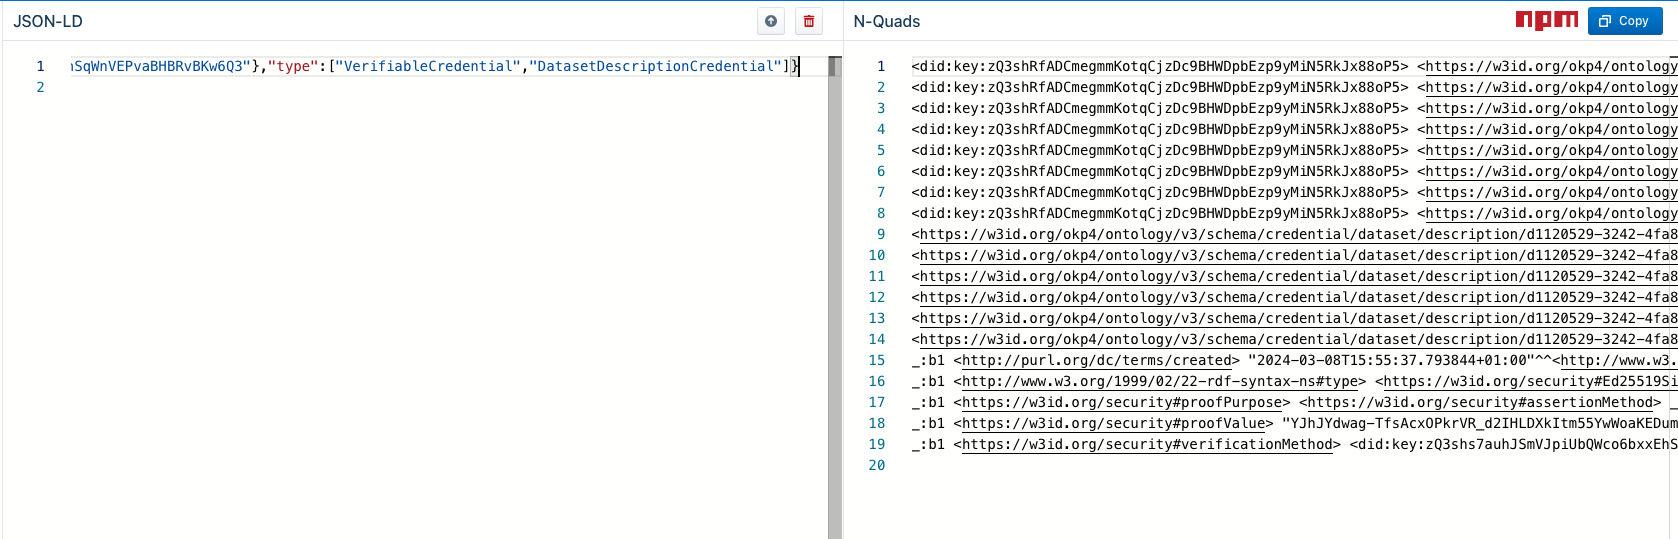 JSON-LD
1 SqWnVEPvaBHBRvBKw6Q3"},"type":["VerifiableCredential","DatasetDescriptionCredential"]}
2
N-Quads
npm
Copy
1 <did:key:zQ3shRfADCmegmmKotqCjzDc9BHWDpbEzp9yMiN5RkJx88oP5> <https://w3id.org/okp4/ontology
2 <did:key:zQ3shRfADCmegmmKotqCjzDc9BHWDpbEzp9yMiN5RkJx88oP5> <https://w3id.org/okp4/ontology
3 <did:key:zQ3shRfADCmegmmKotqCjzDc9BHWDpbEzp9yMiN5RkJx88oP5> <https://w3id.org/okp4/ontology
4 <did:key:zQ3shRfADCmegmmKotqCjzDc9BHWDpbEzp9yMiN5RkJx88oP5> <https://w3id.org/okp4/ontology
5 <did:key:zQ3shRfADCmegmmKotqCjzDc9BHWDpbEzp9yMiN5RkJx88oP5> <https://w3id.org/okp4/ontology
6 <did:key:zQ3shRfADCmegmmKotqCjzDc9BHWDpbEzp9yMiN5RkJx88oP5> <https://w3id.org/okp4/ontology
7 <did:key:zQ3shRfADCmegmmKotqCjzDc9BHWDpbEzp9yMiN5RkJx88oP5> <https://w3id.org/okp4/ontology
8 <did:key:zQ3shRfADCmegmmKotqCjzDc9BHWDpbEzp9yMiN5RkJx88oP5> <https://w3id.org/okp4/ontology
9 <https://w3id.org/okp4/ontology/v3/schema/credential/dataset/description/d1120529-3242-4fa8
10 <https://w3id.org/okp4/ontology/v3/schema/credential/dataset/description/d1120529-3242-4fa8
11 <https://w3id.org/okp4/ontology/v3/schema/credential/dataset/description/d1120529-3242-4fa8
12 <https://w3id.org/okp4/ontology/v3/schema/credential/dataset/description/d1120529-3242-4fa8
13 <https://w3id.org/okp4/ontology/v3/schema/credential/dataset/description/d1120529-3242-4fa8
14 <https://w3id.org/okp4/ontology/v3/schema/credential/dataset/description/d1120529-3242-4fa8
15 _:b1 <http://purl.org/dc/terms/created> "2024-03-08T15:55:37.793844+01:00"^^<http://www.w3.
16 _:b1 <http://www.w3.org/1999/02/22-rdf-syntax-ns#type> <https://w3id.org/security#Ed25519Si
17 _:b1 <https://w3id.org/security#proofPurpose> <https://w3id.org/security#assertionMethod> _
18 _:b1 <https://w3id.org/security#proofValue> "YJhJYdwag-TfsAcxOPkrVR_d2IHLDXkItm55YwWoaKEDum
19 _:b1 <https://w3id.org/security#verificationMethod> <did:key:zQ3shs7auhJSmVJpiUbQWco6bxxEhS
20